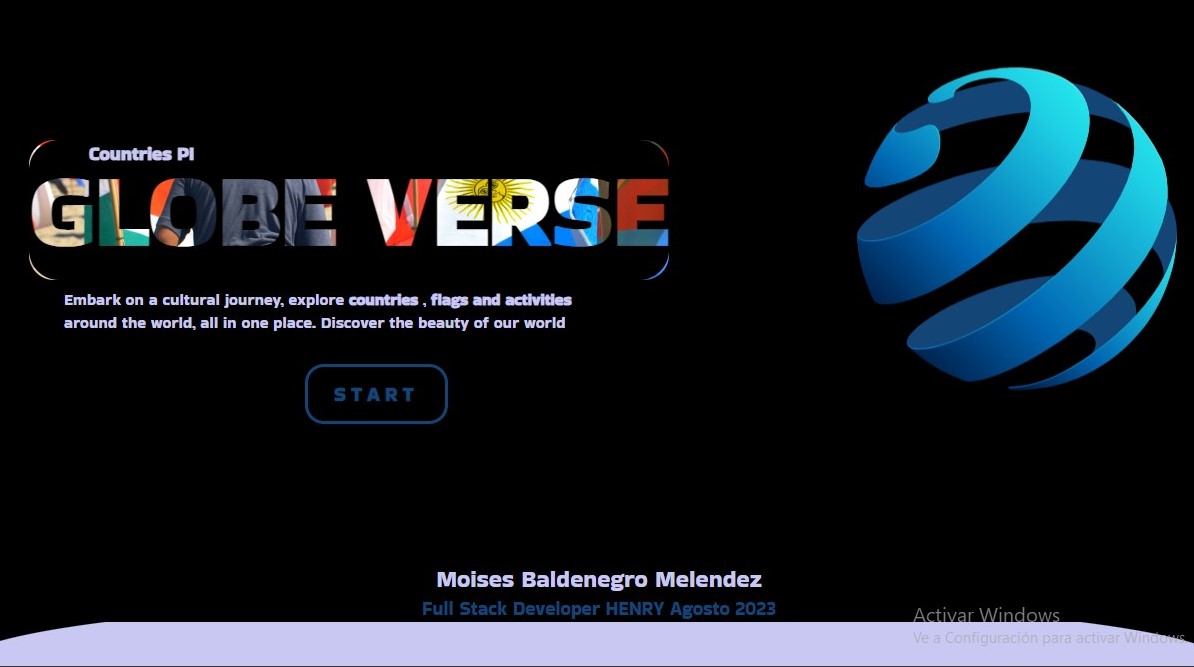 Countries PI
GLOBE VERSE
Embark on a cultural journey, explore countries , flags and activities
around the world, all in one place. Discover the beauty of our world
START
Moises Baldenegro Melendez
Full Stack Developer HENRY Agosto 2023
Activar Windows
Ve a Configuración para activar Windows